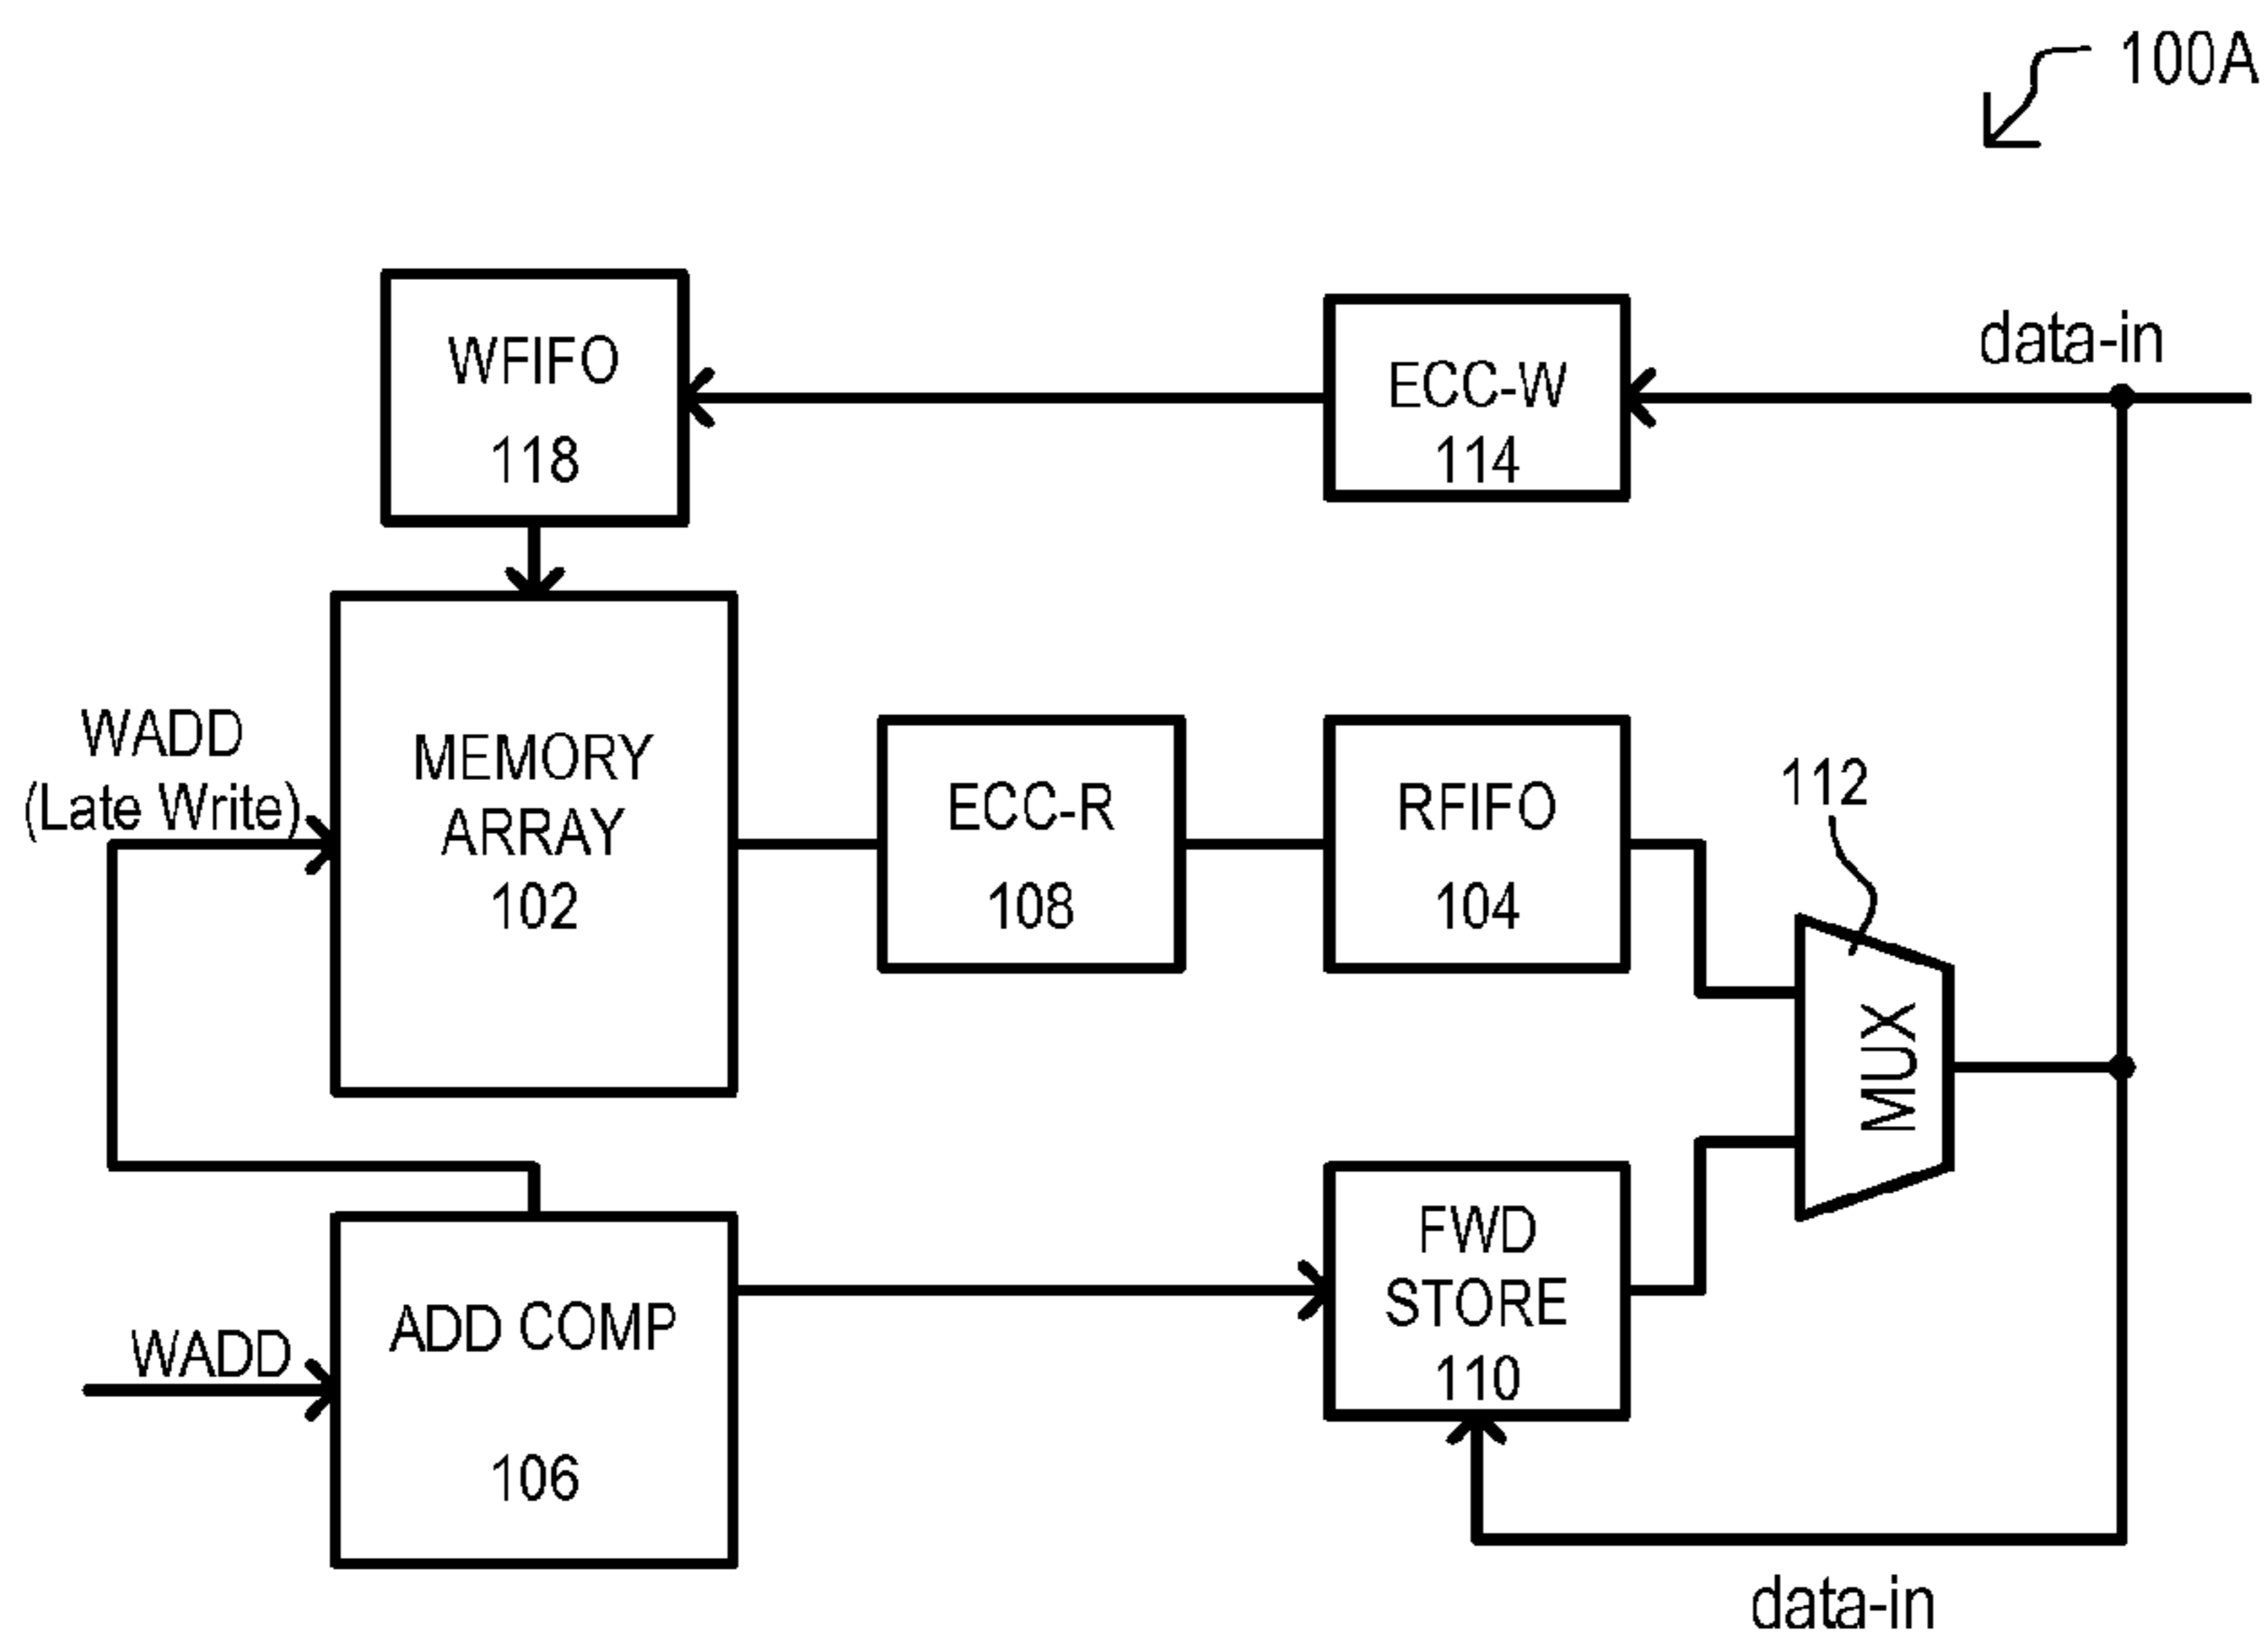 100A
data-in
WFIFO
118
ECC-W
114
WADD
(Late Write)
MEMORY
ARRAY
102
ECC-R
108
RFIFO
104
112
MUX
FWD
STORE
110
WADD
ADD COMP
106
data-in